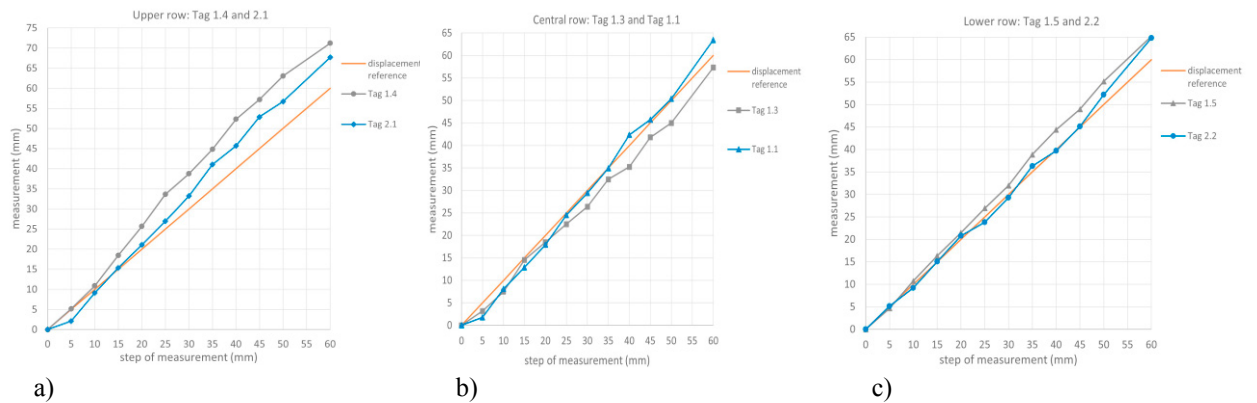 Upper row: Tag 1.4 and 2.1
75
70
65
60
55
50
45
40
35
30
25
20
15
10
5
0
measurement (mm)
0 5 10 15 20 25 30 35 40 45 50 55 60
step of measurement (mm)
displacement
reference
Tag 1.4
Tag 2.1
a)
Central row: Tag 1.3 and Tag 1.1
65
60
55
50
45
40
35
30
25
20
15
10
5
0
measurement (mm)
0 5 10 15 20 25 30 35 40 45 50 55 60
step of measurement (mm)
displacement
reference
Tag 1.3
Tag 1.1
b)
Lower row: Tag 1.5 and 2.2
65
60
55
50
45
40
35
30
25
20
15
10
5
0
measurement (mm)
0 5 10 15 20 25 30 35 40 45 50 55 60
step of measurement (mm)
displacement
reference
Tag 1.5
Tag 2.2
c)